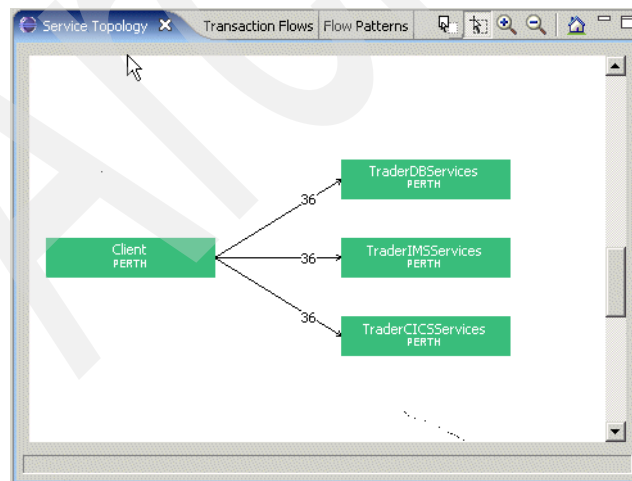 Service Topology
Transaction Flows
Flow Patterns
TraderDBServices
PERTH
36
Client
PERTH
36
TraderIMSServices
PERTH
36
TraderCICSServices
PERTH